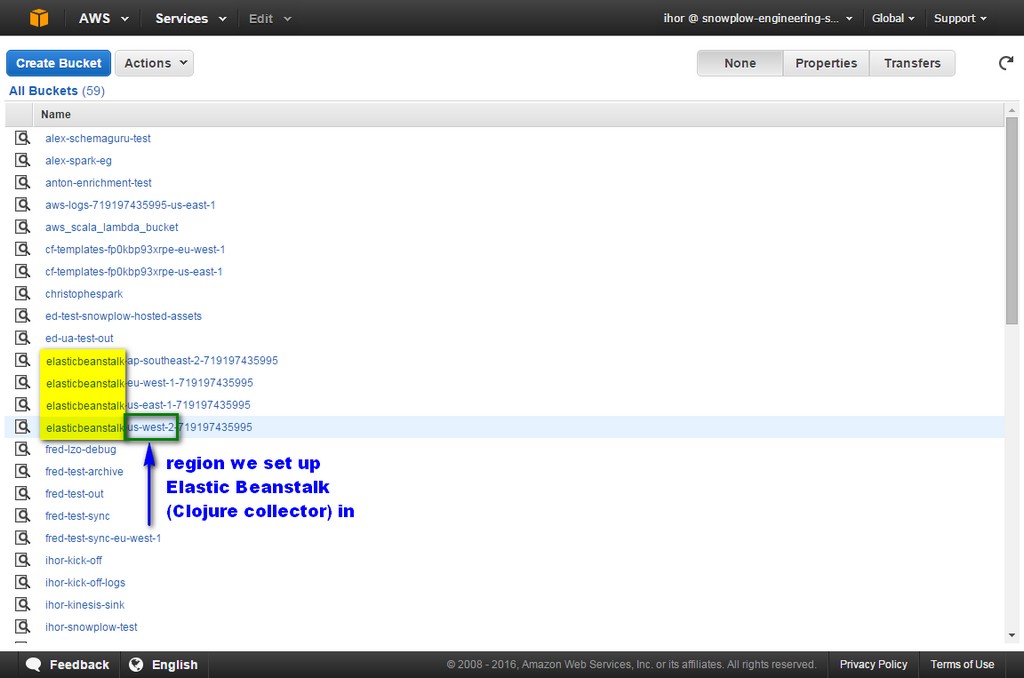 AWS Services Edit ihor @ snowplow-engineering-s... Global Support
Create Bucket Actions None Properties Transfers
All Buckets (59)
Name
alex-schemaguru-test
alex-spark-eg
anton-enrichment-test
aws-logs-719197435995-us-east-1
aws_scala_lambda_bucket
cf-templates-fp0kbp93xrpe-eu-west-1
cf-templates-fp0kbp93xrpe-us-east-1
christophespark
ed-test-snowplow-hosted-assets
ed-ua-test-out
elasticbeanstalk-ap-southeast-2-719197435995
elasticbeanstalk-eu-west-1-719197435995
elasticbeanstalk-us-east-1-719197435995
elasticbeanstalk-us-west-2-719197435995
fred-lzo-debug
region we set up
fred-test-archive
Elastic Beanstalk
fred-test-out
(Clojure collector) in
fred-test-sync
fred-test-sync-eu-west-1
ihor-kick-off
ihor-kick-off-logs
ihor-kinesis-sink
ihor-snowplow-test
Feedback English © 2008 - 2016, Amazon Web Services, Inc. or its affiliates. All rights reserved. Privacy Policy Terms of Use